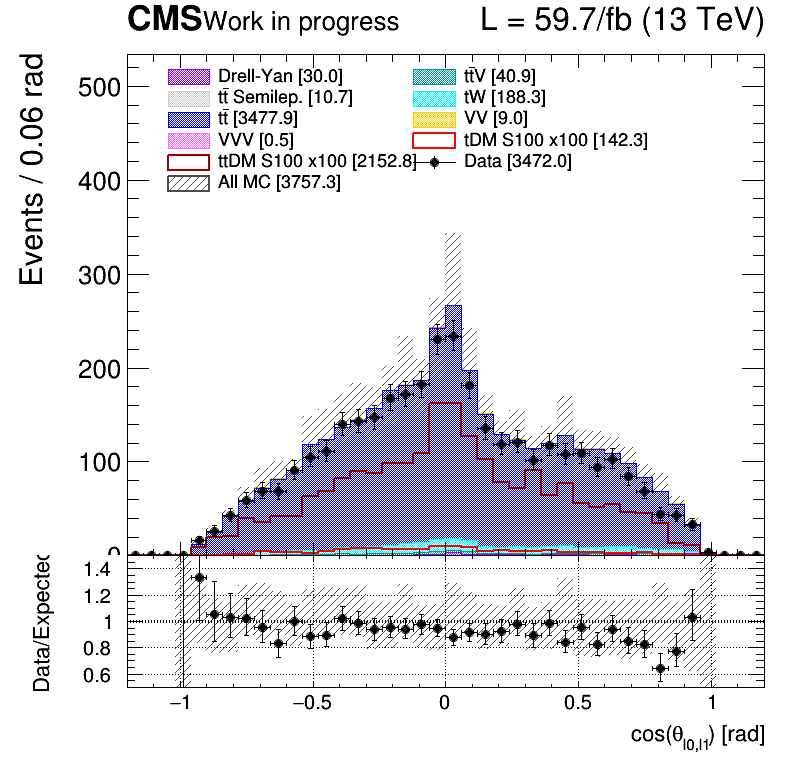 CMS Work in progress L = 59.7/fb (13 TeV)
Events / 0.06 rad
500
400
300
200
100
0
Drell-Yan [30.0]
tt̄V [40.9]
tt̄ Semilep. [10.7]
tW [188.3]
tt̄ [3477.9]
VV [9.0]
VVV [0.5]
tDM S100 x100 [142.3]
ttDM S100 x100 [2152.8]
Data [3472.0]
All MC [3757.3]
Data/Expected
1.4
1.2
1
0.8
0.6
−1 −0.5 0 0.5 1
cos(θl0,l1) [rad]